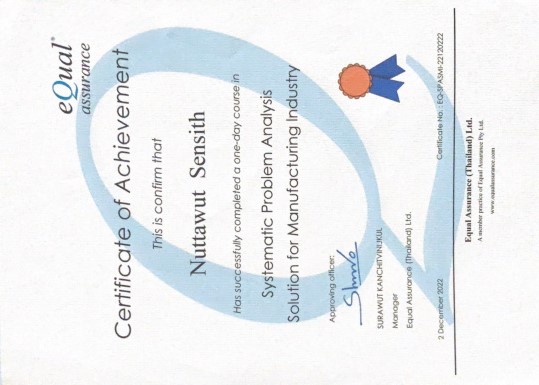 eQual
assurance
Certificate of Achievement
This is confirm that
Nuttawut Sensith
Has successfully completed a one-day course in
Systematic Problem Analysis
Solution for Manufacturing Industry
Approving officer:
SURAWUT KANCHITVINIJKUL
Manager
Equal Assurance (Thailand) Ltd.
2 December 2022
Certificate No. : EQ-SPASMI-22120222
Equal Assurance (Thailand) Ltd.
A member practice of Equal Assurance Pty Ltd.
www.equalassurance.com